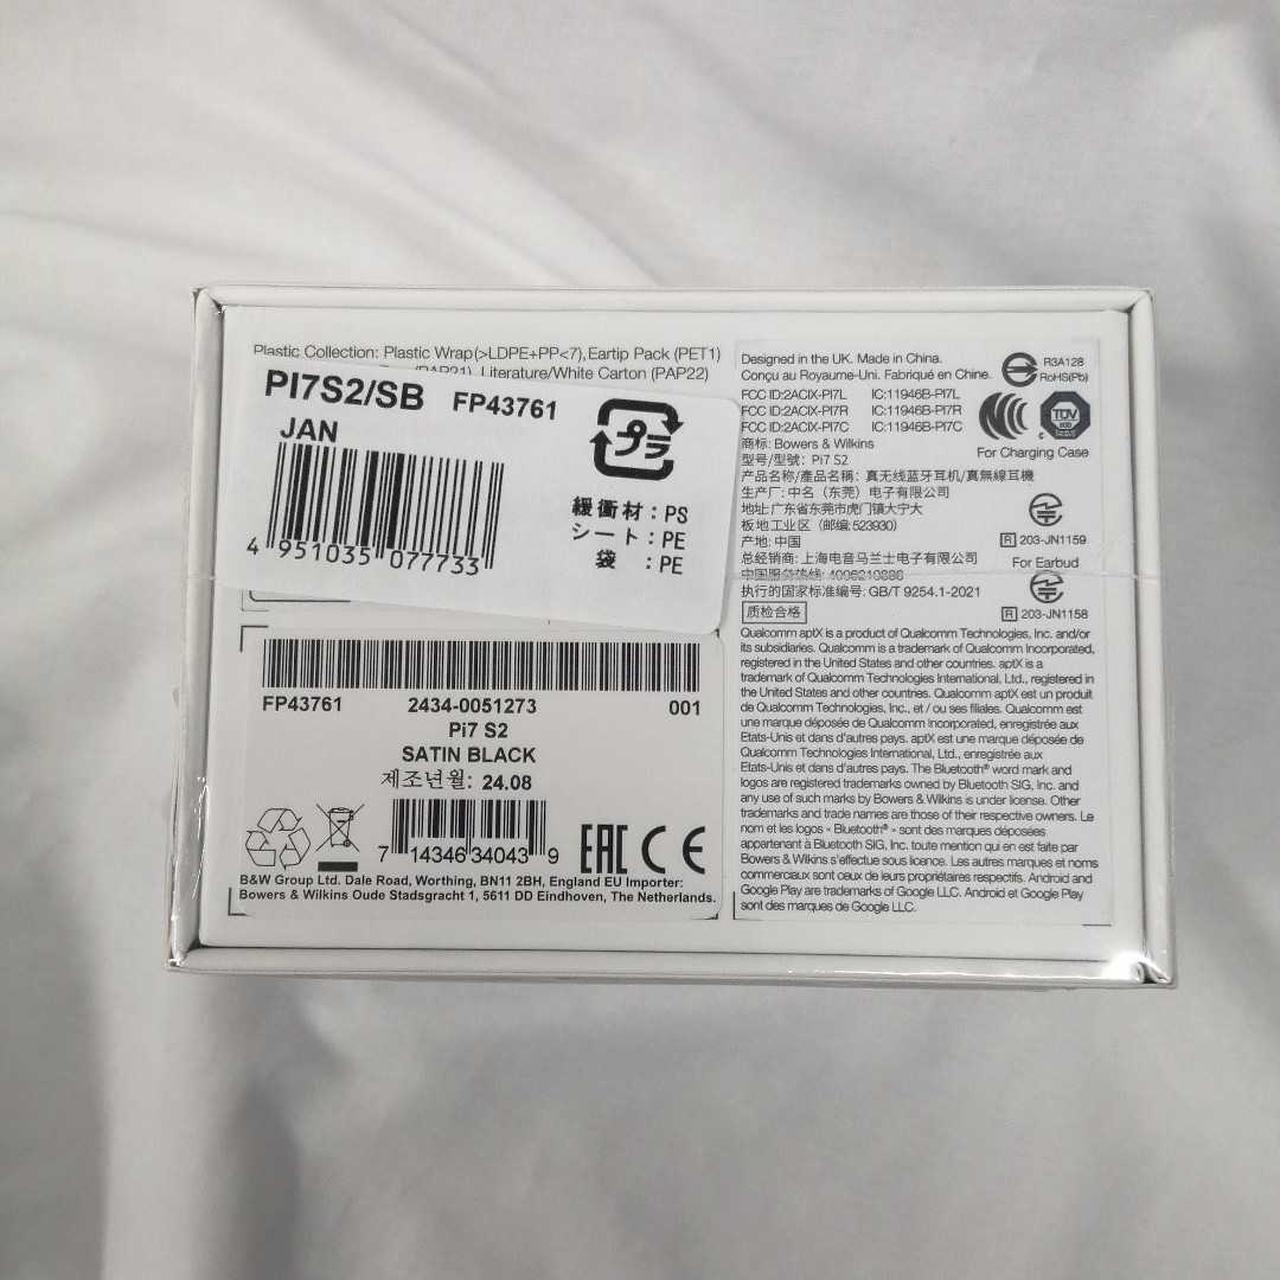 Plastic Collection: Plastic Wrap(>LDPE+PP<7), Eartip Pack (PET1)
(PAP21), Literature/White Carton (PAP22)
PI7S2/SB FP43761
JAN
4 951035 077733
プラ
緩衝材：PS
シート：PE
袋　：PE
FP43761 2434-0051273 001
Pi7 S2
SATIN BLACK
제조년월: 24.08
7 14346 34043 9
EAC CE
B&W Group Ltd. Dale Road, Worthing, BN11 2BH, England EU Importer:
Bowers & Wilkins Oude Stadsgracht 1, 5611 DD Eindhoven, The Netherlands.
Designed in the UK. Made in China.
Conçu au Royaume-Uni. Fabriqué en Chine.
R3A128
RoHS(Pb)
FCC ID:2ACIX-PI7L IC:11946B-PI7L
FCC ID:2ACIX-PI7R IC:11946B-PI7R
FCC ID:2ACIX-PI7C IC:11946B-PI7C
TÜV
For Charging Case
商标: Bowers & Wilkins
型号/型號: Pi7 S2
产品名称/產品名稱: 真无线蓝牙耳机/真無線耳機
生产厂: 中名（东莞）电子有限公司
地址:广东省东莞市虎门镇大宁大
板地工业区（邮编:523930）
产地: 中国
R 203-JN1159
总经销商: 上海电音马兰士电子有限公司
For Earbud
中国服务热线: 4006210886
执行的国家标准编号: GB/T 9254.1-2021
质检合格
R 203-JN1158
Qualcomm aptX is a product of Qualcomm Technologies, Inc. and/or
its subsidiaries. Qualcomm is a trademark of Qualcomm Incorporated,
registered in the United States and other countries. aptX is a
trademark of Qualcomm Technologies International, Ltd., registered in
the United States and other countries. Qualcomm aptX est un produit
de Qualcomm Technologies, Inc., et / ou ses filiales. Qualcomm est
une marque déposée de Qualcomm Incorporated, enregistrée aux
Etats-Unis et dans d'autres pays. aptX est une marque déposée de
Qualcomm Technologies International, Ltd., enregistrée aux
Etats-Unis et dans d'autres pays. The Bluetooth® word mark and
logos are registered trademarks owned by Bluetooth SIG, Inc. and
any use of such marks by Bowers & Wilkins is under license. Other
trademarks and trade names are those of their respective owners. Le
nom et les logos « Bluetooth® » sont des marques déposées
appartenant à Bluetooth SIG, Inc. toute mention qui en est faite par
Bowers & Wilkins s'effectue sous licence. Les autres marques et noms
commerciaux sont ceux de leurs propriétaires respectifs. Android and
Google Play are trademarks of Google LLC. Android et Google Play
sont des marques de Google LLC.